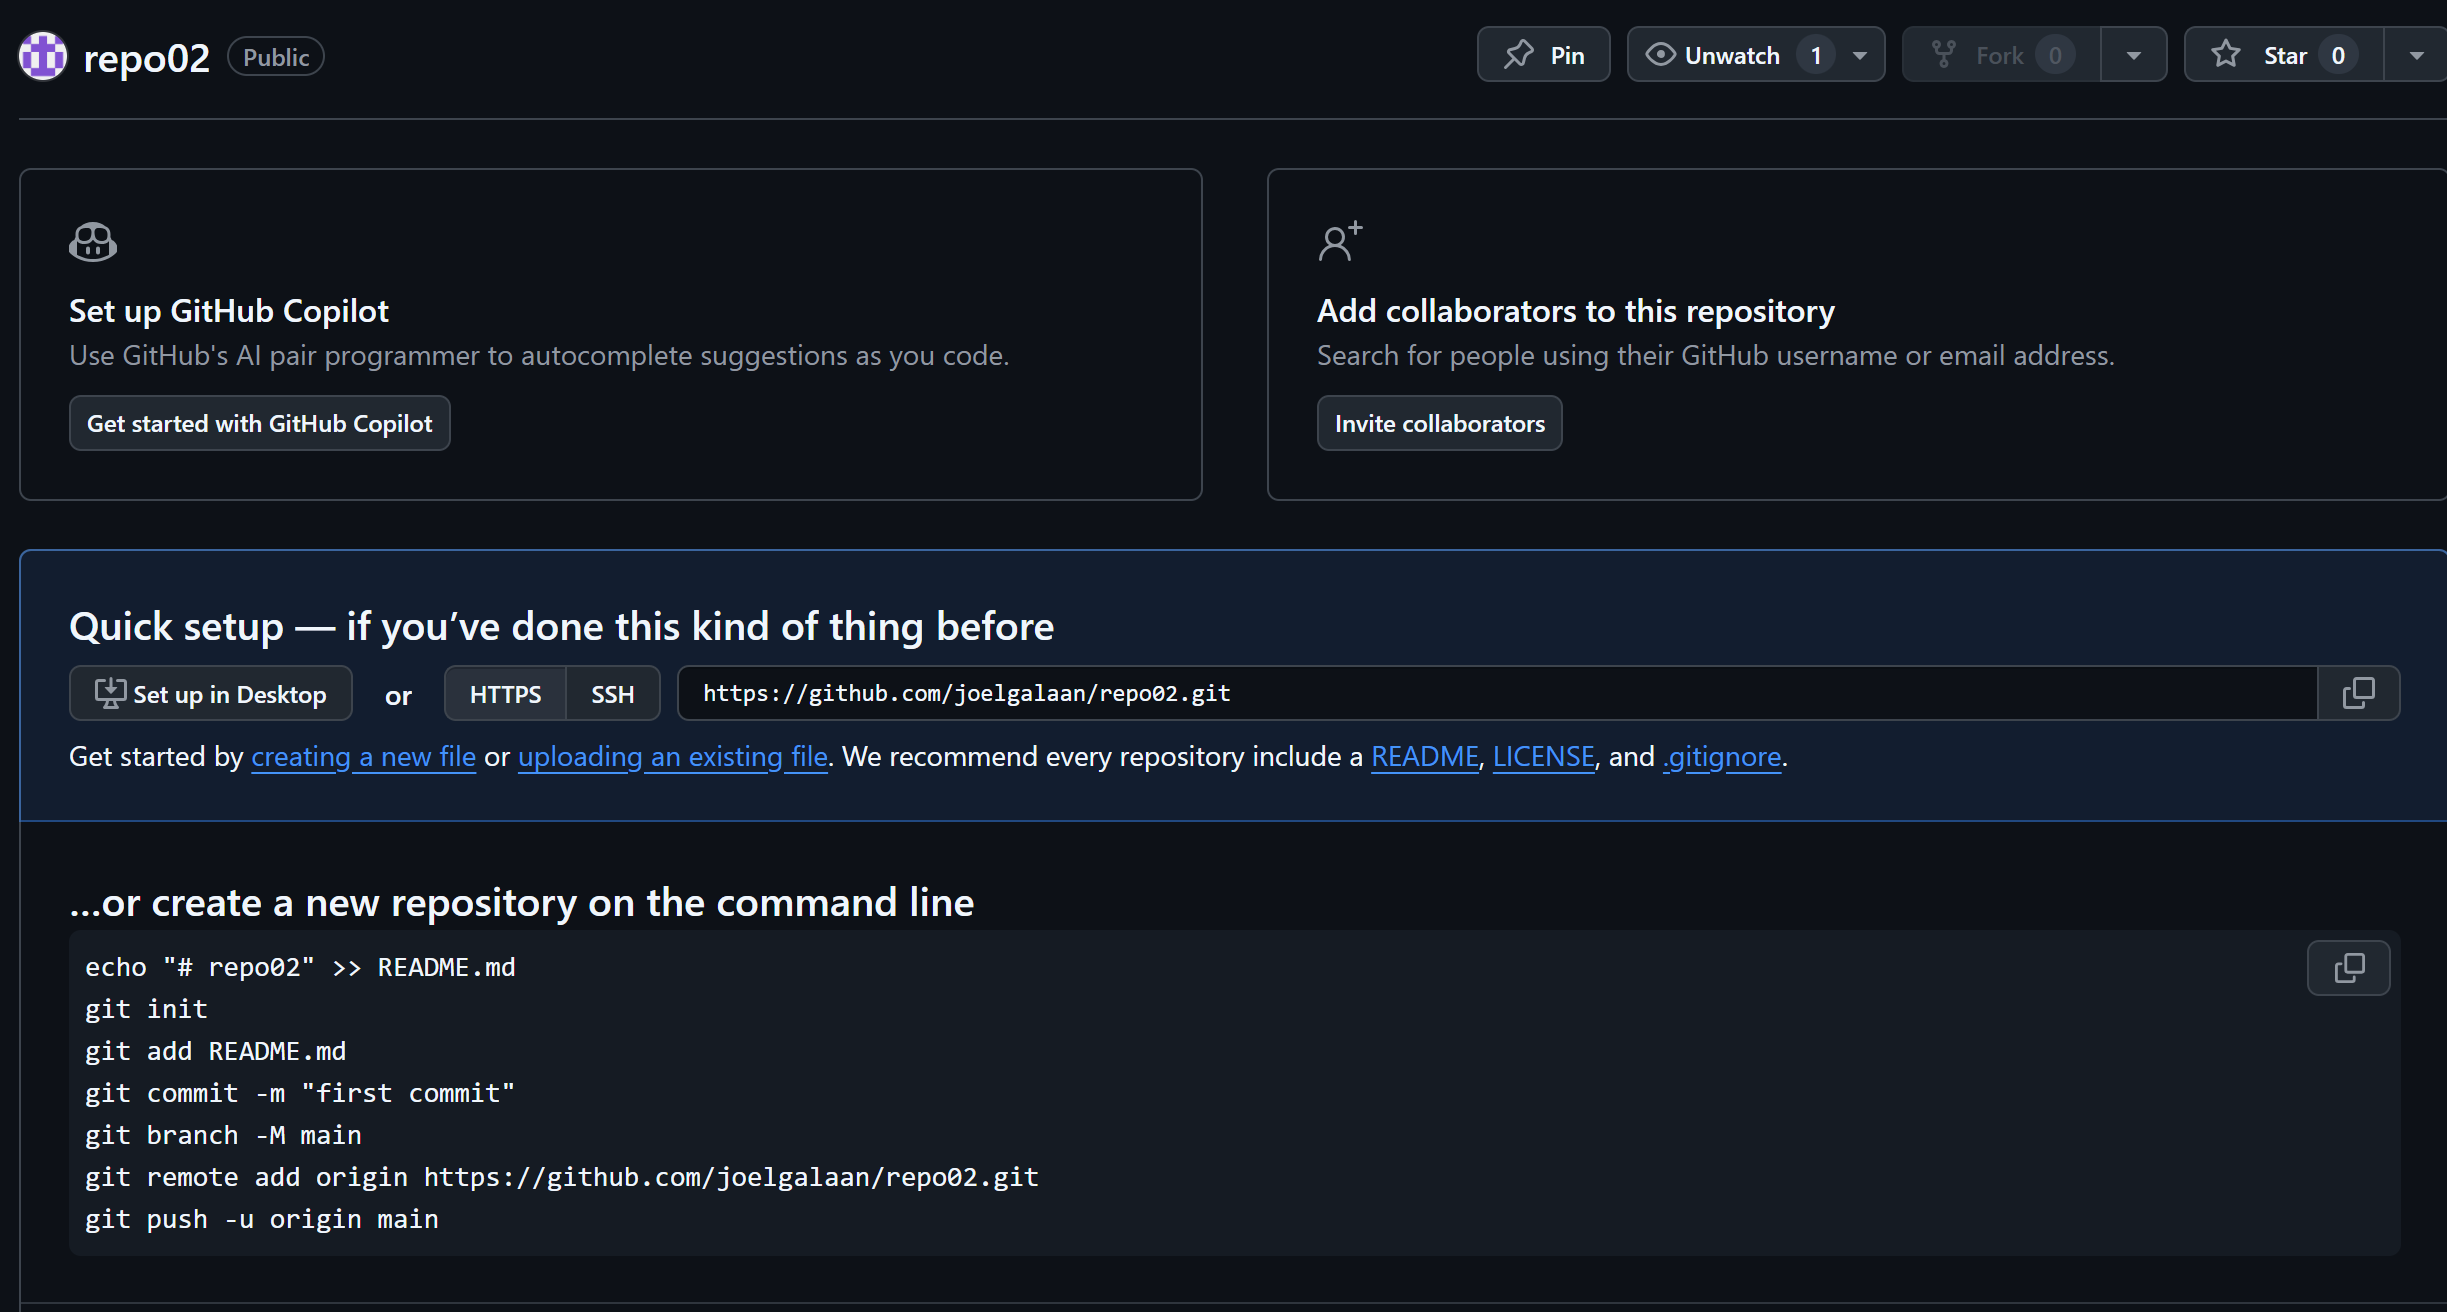 repo02 Public Pin Unwatch 1 Fork 0 Star 0
Set up GitHub Copilot
Use GitHub's AI pair programmer to autocomplete suggestions as you code.
Get started with GitHub Copilot
Add collaborators to this repository
Search for people using their GitHub username or email address.
Invite collaborators
Quick setup — if you’ve done this kind of thing before
Set up in Desktop or HTTPS SSH https://github.com/joelgalaan/repo02.git
Get started by creating a new file or uploading an existing file. We recommend every repository include a README, LICENSE, and .gitignore.
…or create a new repository on the command line
echo "# repo02" >> README.md
git init
git add README.md
git commit -m "first commit"
git branch -M main
git remote add origin https://github.com/joelgalaan/repo02.git
git push -u origin main